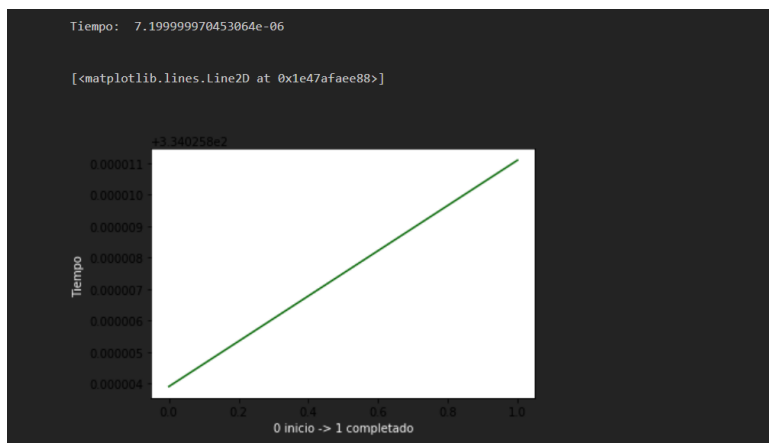 Tiempo:  7.199999970453064e-06
[<matplotlib.lines.Line2D at 0x1e47afaee88>]
+3.340258e2
0.000011
0.000010
0.000009
0.000008
0.000007
0.000006
0.000005
0.000004
Tiempo
0.0 0.2 0.4 0.6 0.8 1.0
0 inicio -> 1 completado